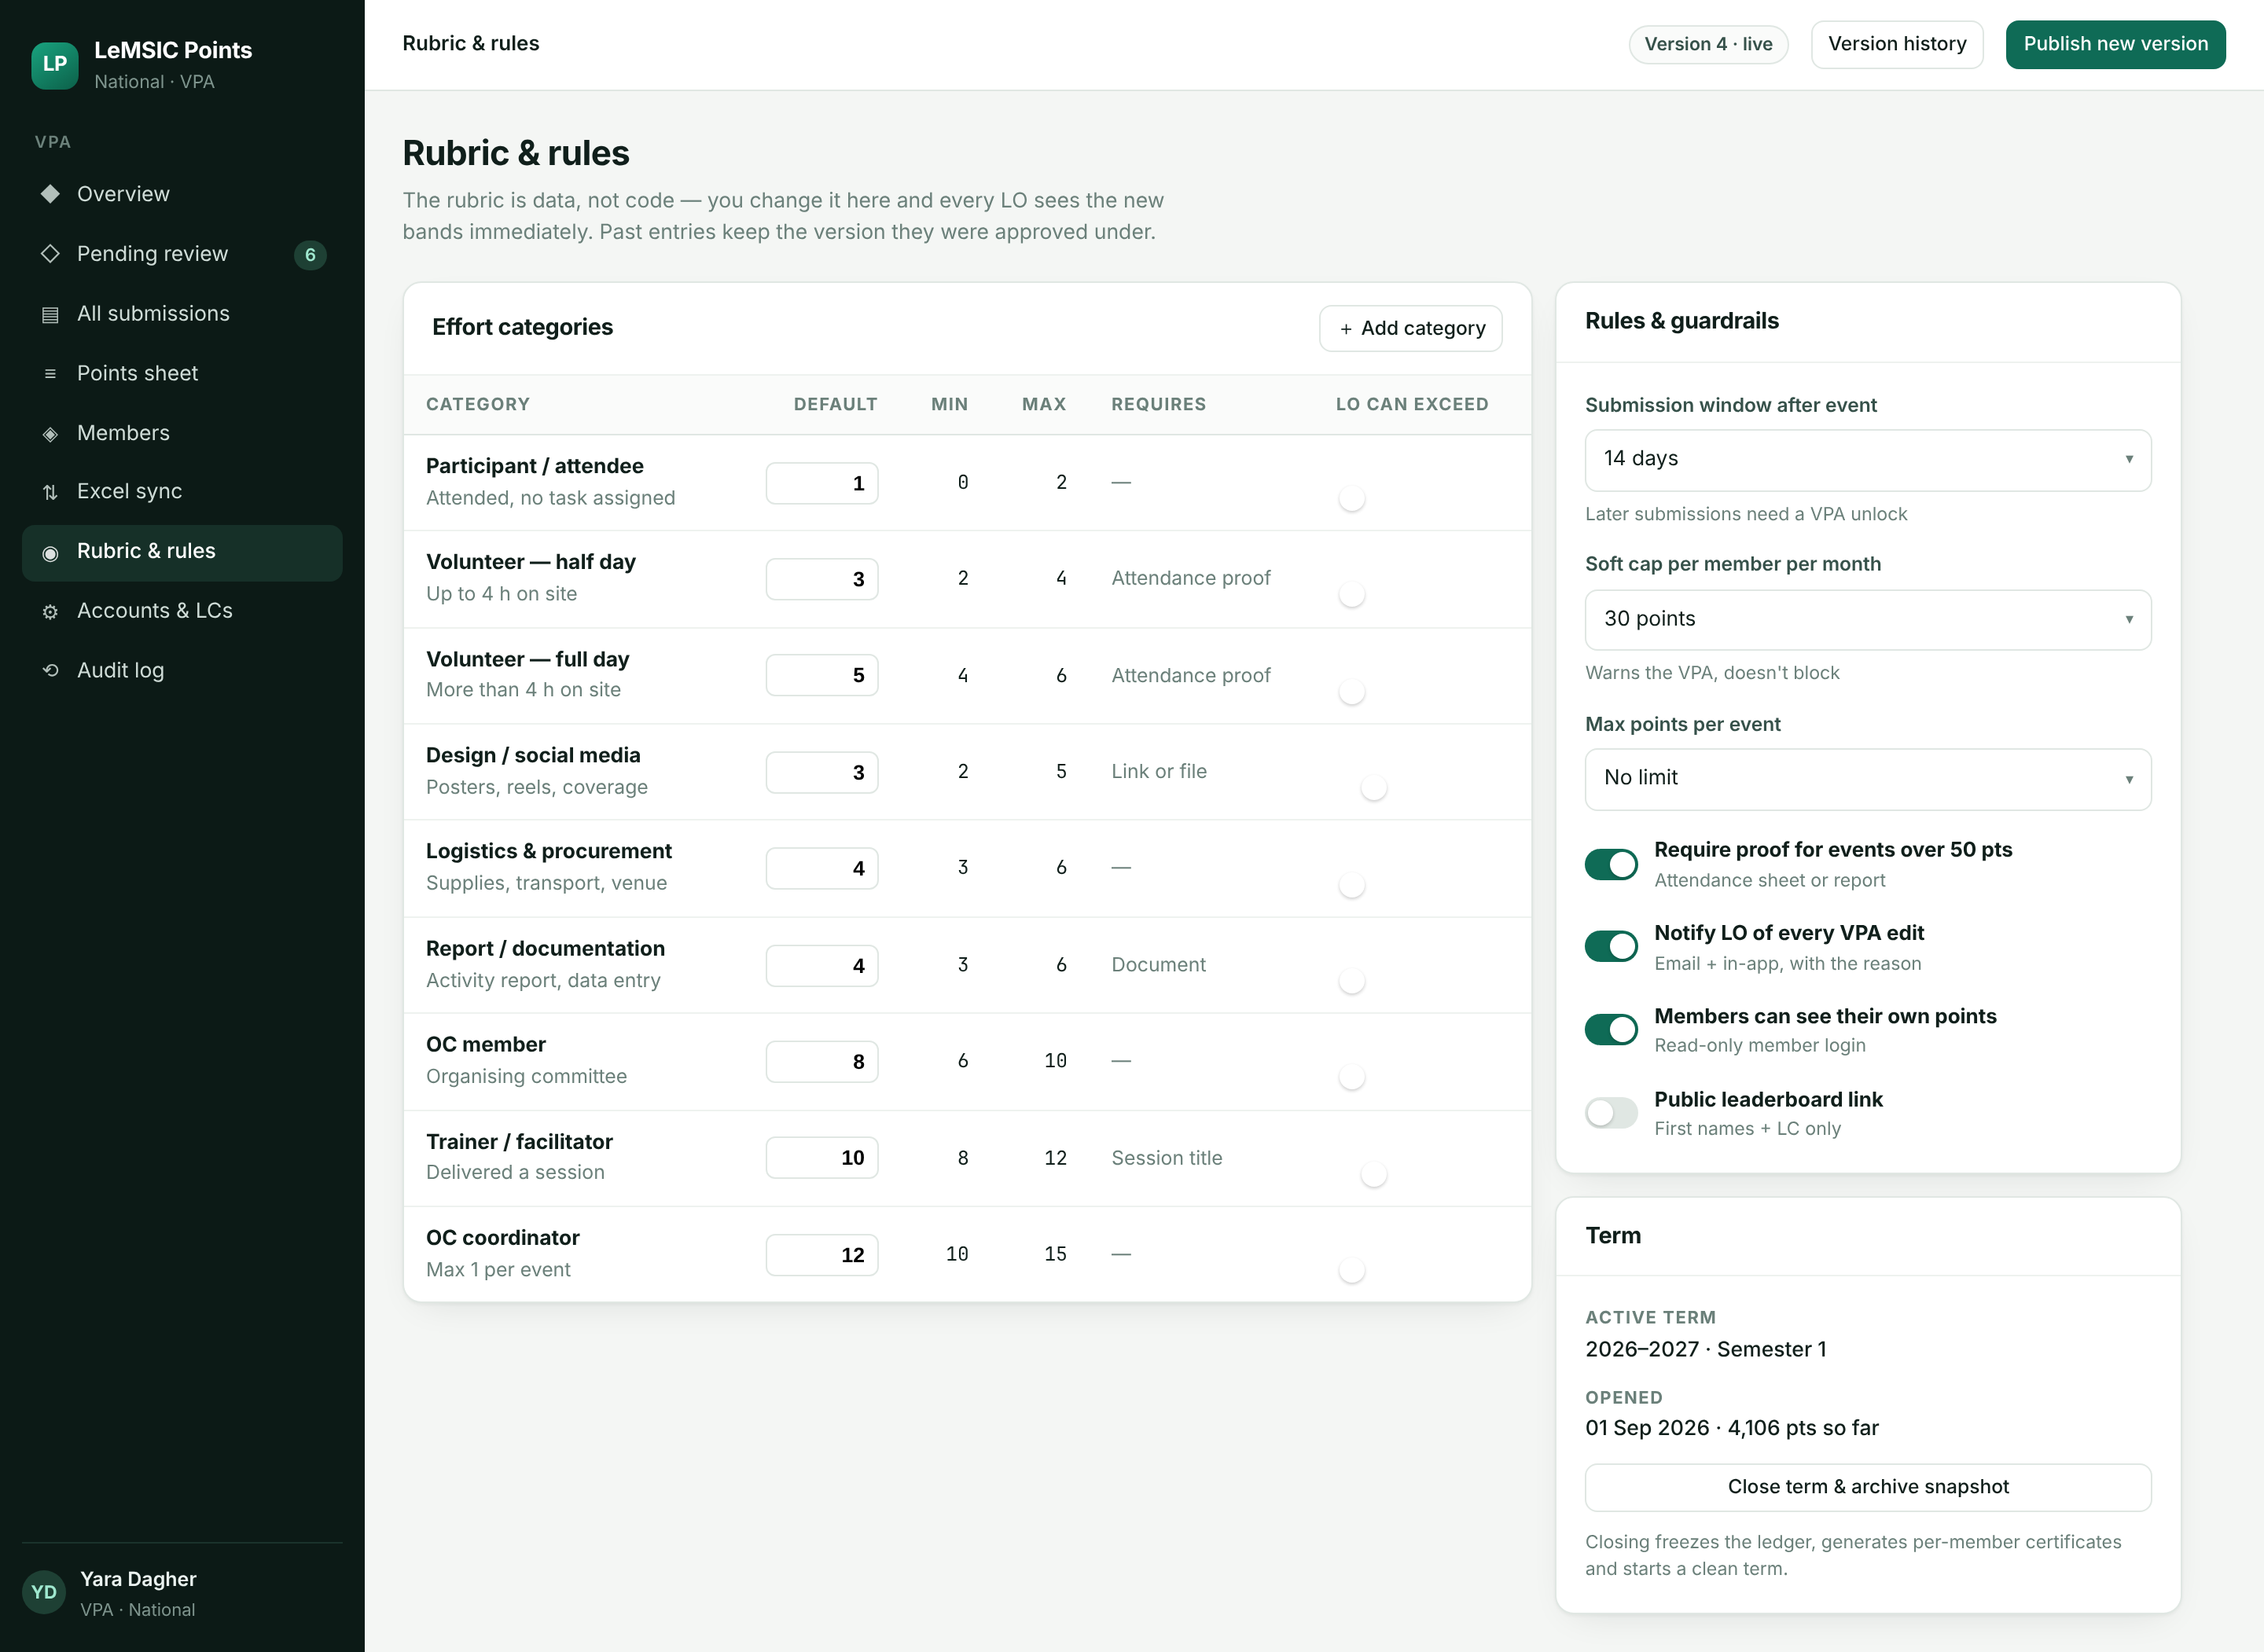 LP
LeMSIC Points
National · VPA
VPA
Overview
Pending review 6
All submissions
Points sheet
Members
Excel sync
Rubric & rules
Accounts & LCs
Audit log
YD
Yara Dagher
VPA · National
Rubric & rules
Version 4 · live
Version history
Publish new version
Rubric & rules
The rubric is data, not code — you change it here and every LO sees the new
bands immediately. Past entries keep the version they were approved under.
Effort categories
+ Add category
CATEGORY DEFAULT MIN MAX REQUIRES LO CAN EXCEED
Participant / attendee 1 0 2 —
Attended, no task assigned
Volunteer — half day 3 2 4 Attendance proof
Up to 4 h on site
Volunteer — full day 5 4 6 Attendance proof
More than 4 h on site
Design / social media 3 2 5 Link or file
Posters, reels, coverage
Logistics & procurement 4 3 6 —
Supplies, transport, venue
Report / documentation 4 3 6 Document
Activity report, data entry
OC member 8 6 10 —
Organising committee
Trainer / facilitator 10 8 12 Session title
Delivered a session
OC coordinator 12 10 15 —
Max 1 per event
Rules & guardrails
Submission window after event
14 days
Later submissions need a VPA unlock
Soft cap per member per month
30 points
Warns the VPA, doesn't block
Max points per event
No limit
Require proof for events over 50 pts
Attendance sheet or report
Notify LO of every VPA edit
Email + in-app, with the reason
Members can see their own points
Read-only member login
Public leaderboard link
First names + LC only
Term
ACTIVE TERM
2026–2027 · Semester 1
OPENED
01 Sep 2026 · 4,106 pts so far
Close term & archive snapshot
Closing freezes the ledger, generates per-member certificates
and starts a clean term.